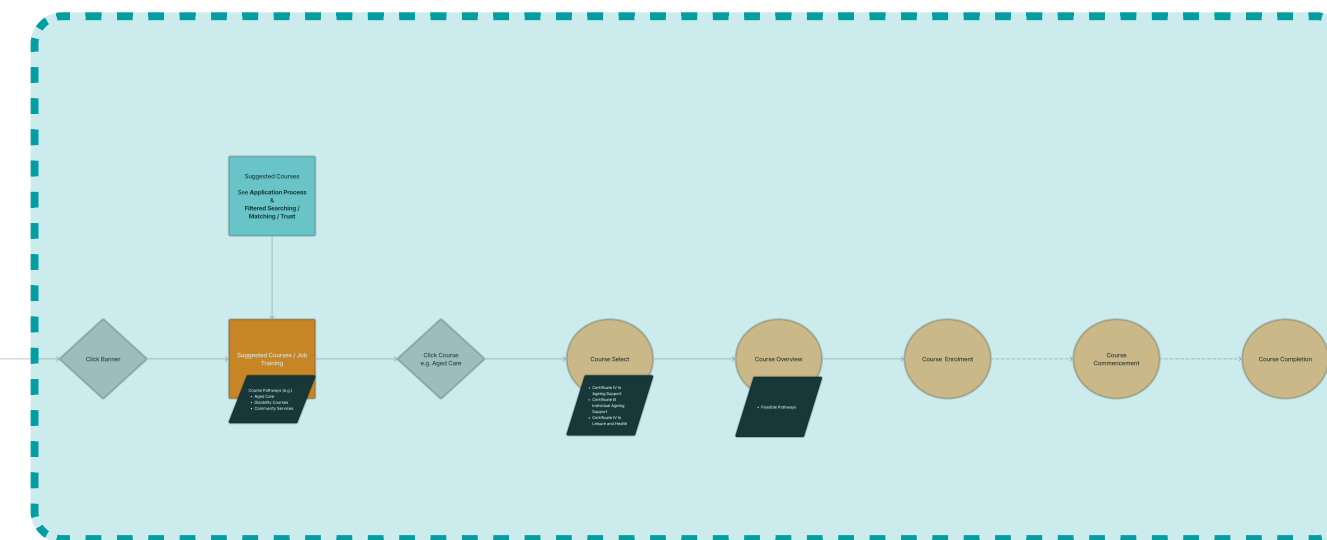 Suggested Courses
See Application Process
&
Filtered Searching /
Matching / Trust
Click Banner
Suggested Courses / Job
Training
Course Pathways (e.g.)
• Aged Care
• Disability Courses
• Community Services
Click Course
e.g. Aged Care
Course Select
• Certificate IV in
Ageing Support
• Certificate III
Individual Ageing
Support
• Certificate IV in
Leisure and Health
Course Overview
• Possible Pathways
Course Enrolment
Course
Commencement
Course Completion